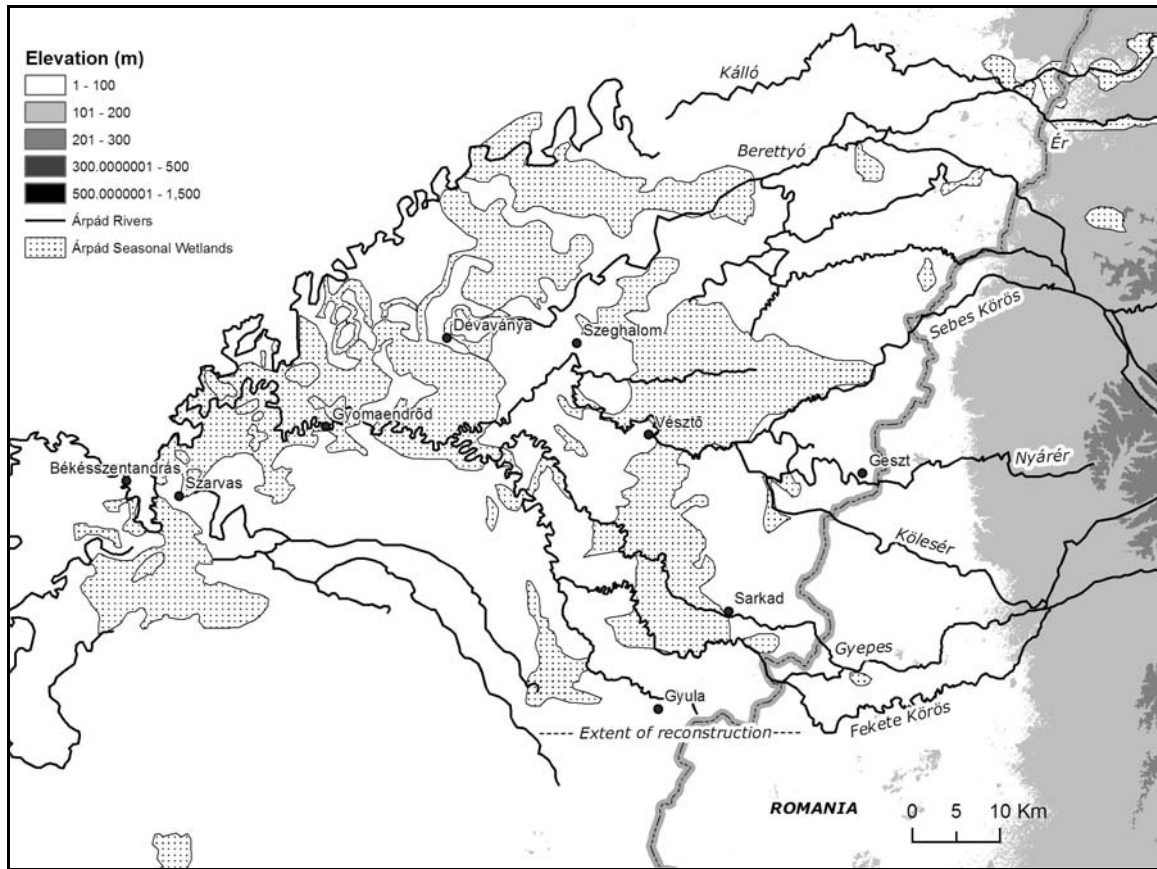 Elevation (m)
1 - 100
101 - 200
201 - 300
300.0000001 - 500
500.0000001 - 1,500
Árpád Rivers
Árpád Seasonal Wetlands
Kálló
Ér
Berettyó
Sebes Körös
Dévaványa
Szeghalom
Gyomaendrőd
Vésztő
Békésszentandrás
Szarvas
Geszt
Nyárér
Kölesér
Sarkad
Gyepes
Gyula
Fekete Körös
Extent of reconstruction
ROMANIA
0 5 10 Km